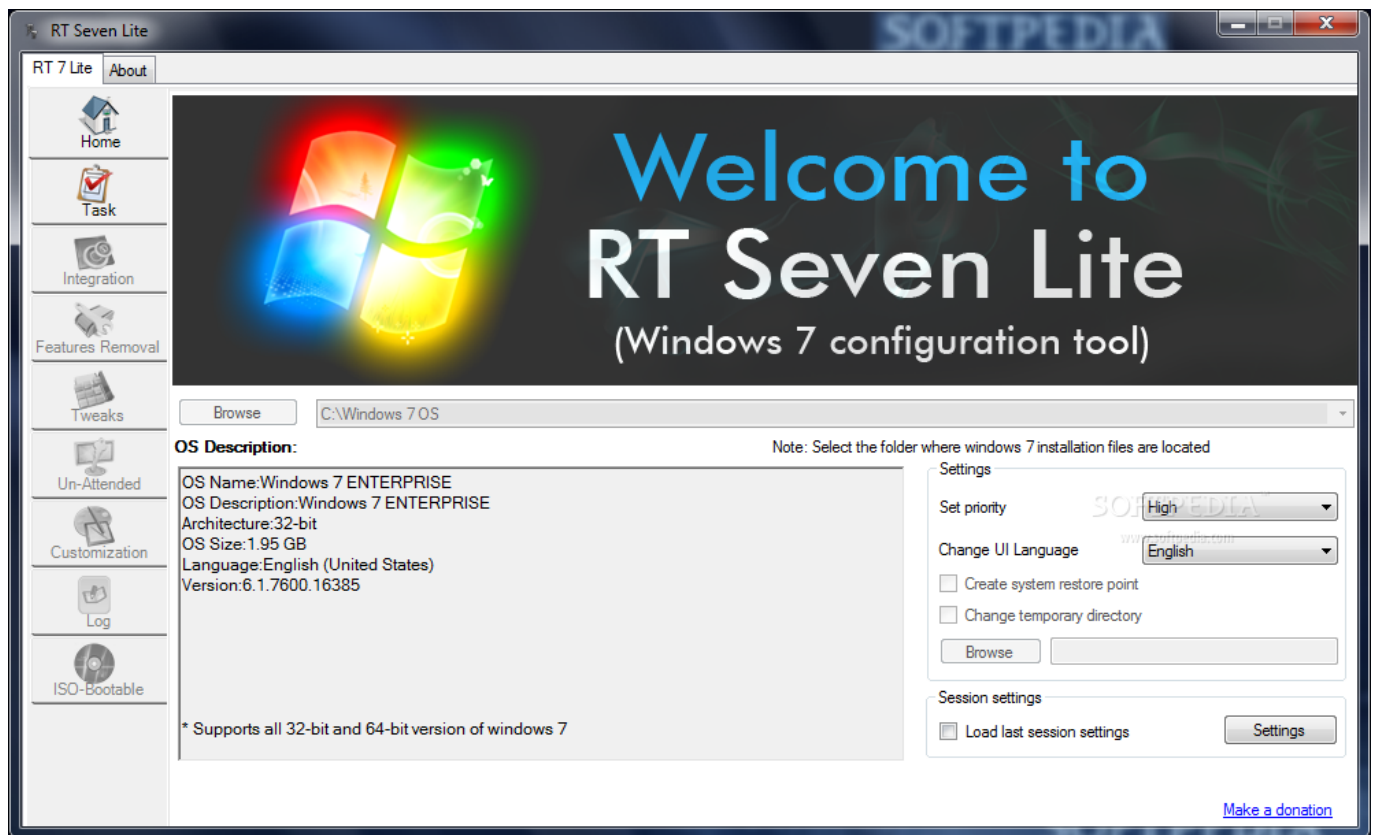 SOFTPEDIA
RT Seven Lite
RT 7 Lite
About
Home
Task
Integration
Features Removal
Tweaks
Un-Attended
Customization
Log
ISO-Bootable
Welcome to
RT Seven Lite
(Windows 7 configuration tool)
Browse
C:\Windows 7 OS
OS Description:
Note: Select the folder where windows 7 installation files are located
OS Name:Windows 7 ENTERPRISE
OS Description:Windows 7 ENTERPRISE
Architecture:32-bit
OS Size:1.95 GB
Language:English (United States)
Version:6.1.7600.16385
* Supports all 32-bit and 64-bit version of windows 7
Settings
Set priority
High
SOFTPEDIA
www.softpedia.com
Change UI Language
English
Create system restore point
Change temporary directory
Browse
Session settings
Load last session settings
Settings
Make a donation